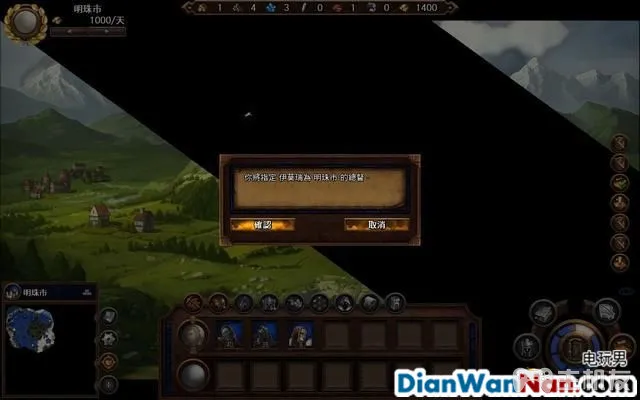 明珠市
1000/天
1 4 3 0 1 0 1400
你將指定 伊莫瑞為 明珠市 的總督。
確認 取消
明珠市
电玩男
DianWanNan.com